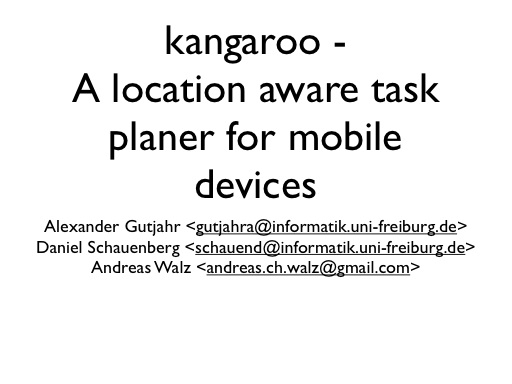 kangaroo -
A location aware task
planer for mobile
devices
Alexander Gutjahr <gutjahra@informatik.uni-freiburg.de>
Daniel Schauenberg <schauend@informatik.uni-freiburg.de>
Andreas Walz <andreas.ch.walz@gmail.com>